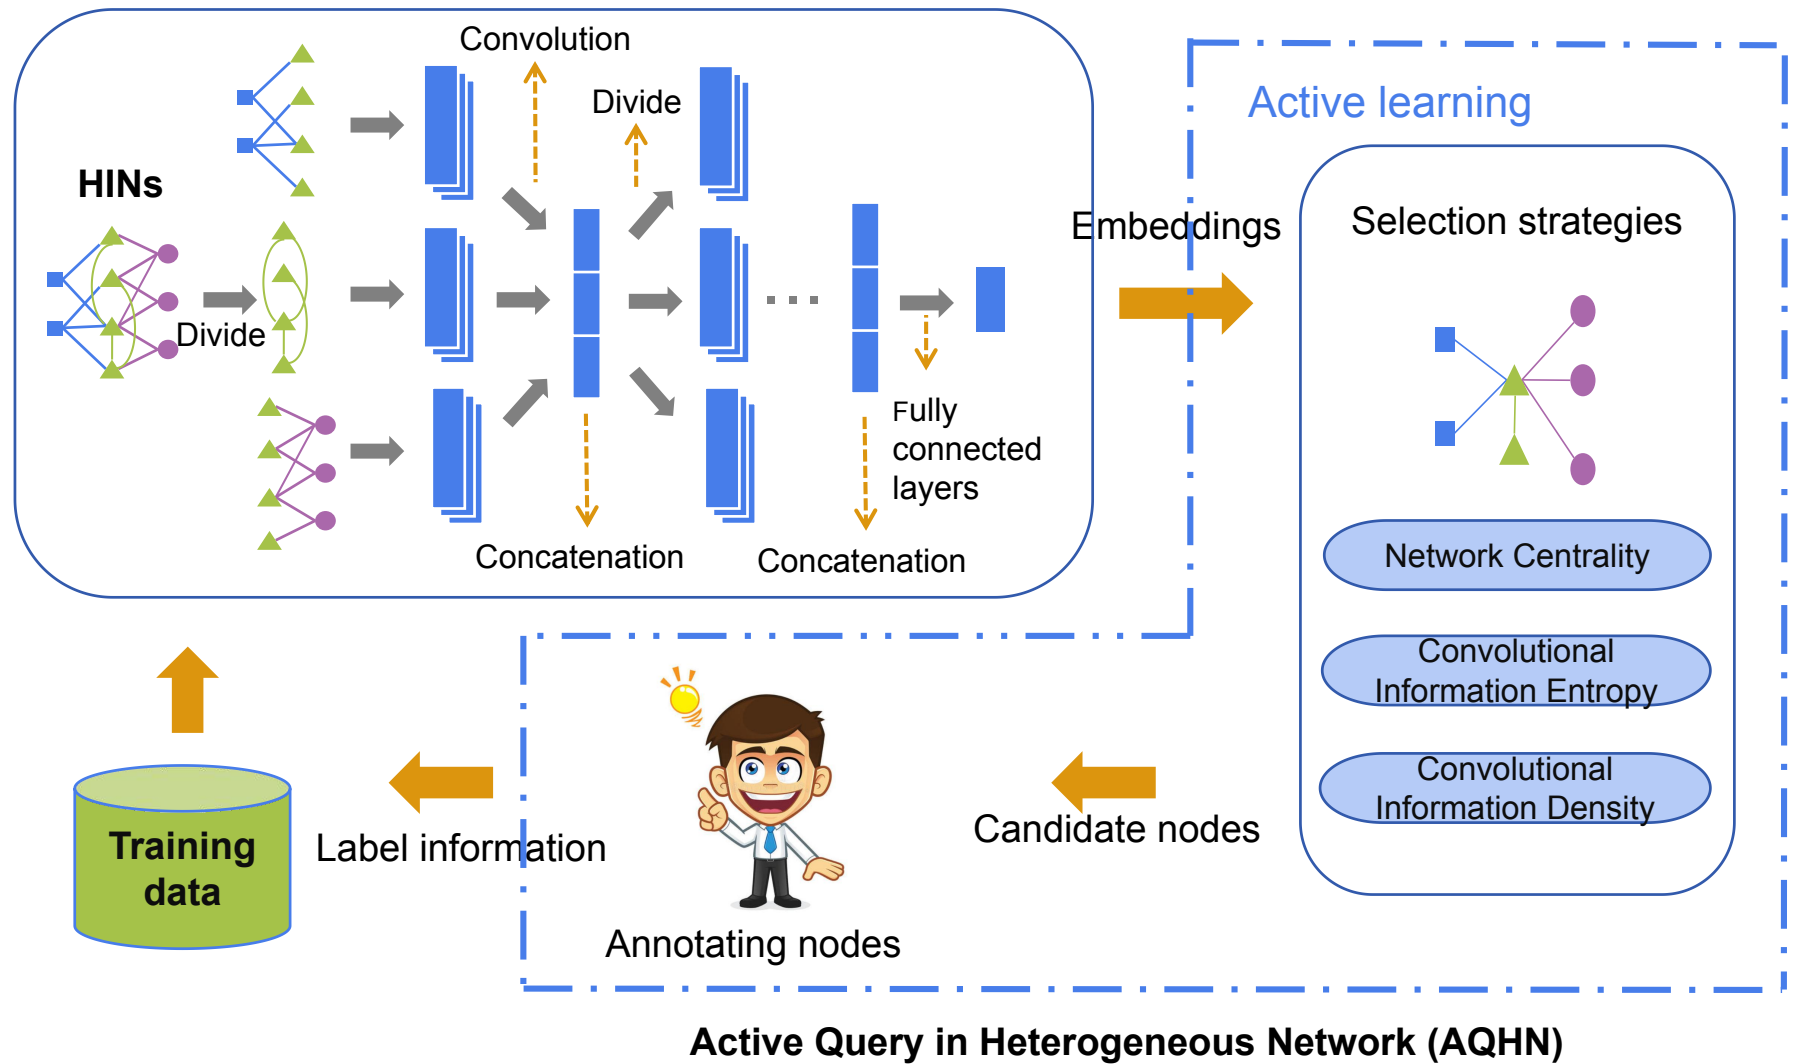 Convolution
Divide
HINs
Divide
Fully
connected
layers
Concatenation
Concatenation
Embeddings
Active learning
Selection strategies
Network Centrality
Convolutional
Information Entropy
Convolutional
Information Density
Candidate nodes
Annotating nodes
Label information
Training
data
Active Query in Heterogeneous Network (AQHN)